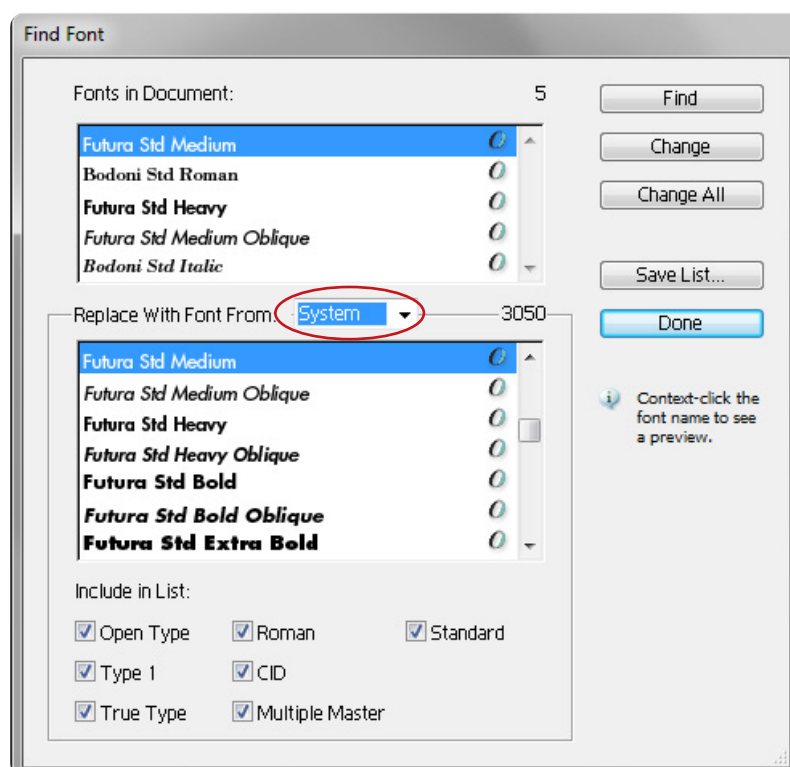 Find Font
Fonts in Document: 5
Find
Futura Std Medium O
Change
Bodoni Std Roman O
Change All
Futura Std Heavy O
Futura Std Medium Oblique O
Bodoni Std Italic O
Save List...
Replace With Font From: System 3050
Done
Futura Std Medium O
Futura Std Medium Oblique O
Context-click the
font name to see
a preview.
Futura Std Heavy O
Futura Std Heavy Oblique O
Futura Std Bold O
Futura Std Bold Oblique O
Futura Std Extra Bold O
Include in List:
Open Type Roman Standard
Type 1 CID
True Type Multiple Master